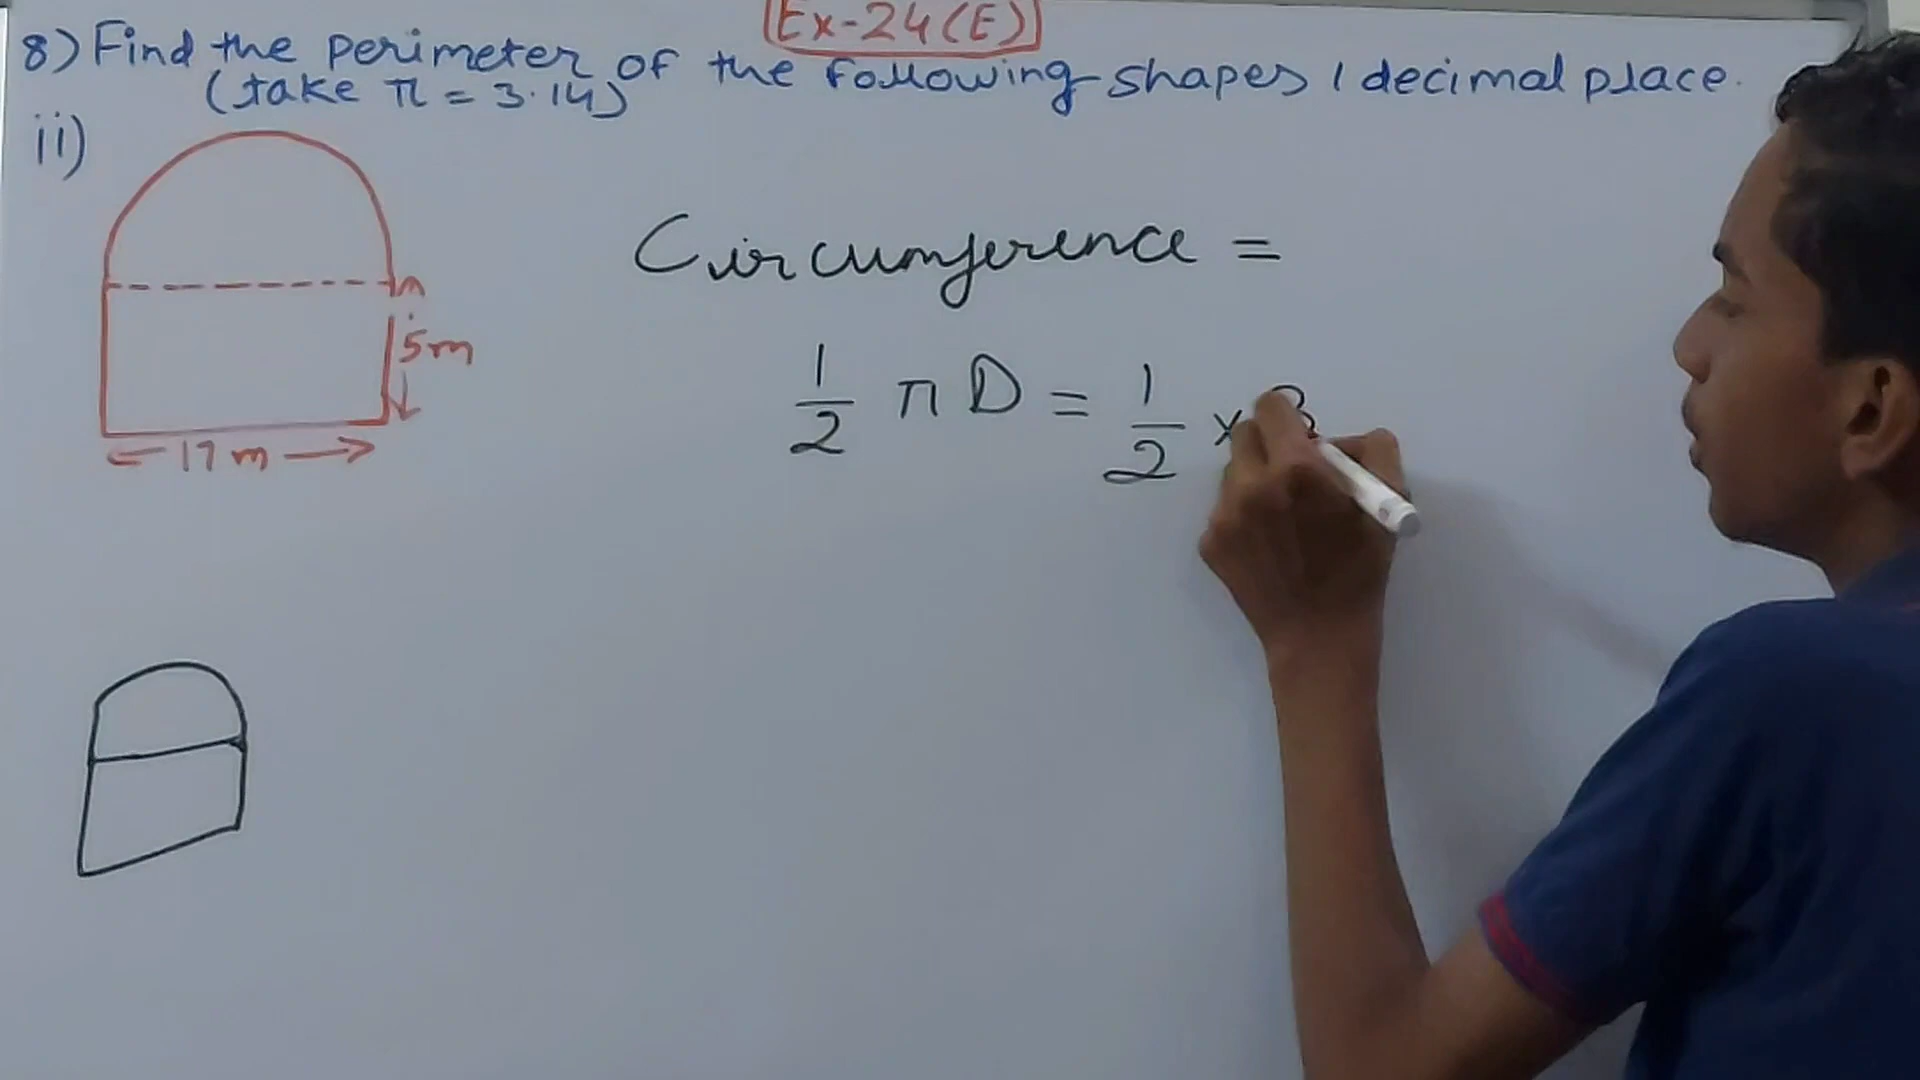 Ex-24(E)
8) Find the perimeter of the following shapes 1 decimal place.
(take π = 3.14)
ii)
5m
17m
Circumference =
1/2 π D = 1/2 × 3